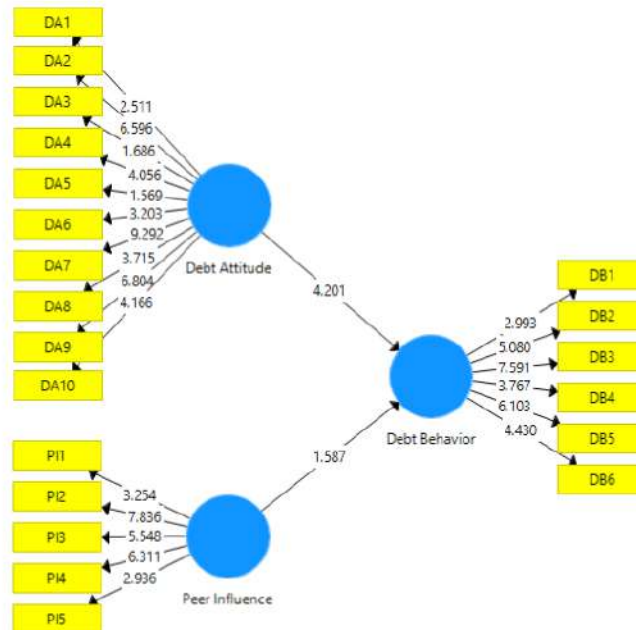 DA1
DA2
DA3
DA4
DA5
DA6
DA7
DA8
DA9
DA10
2.511
6.596
1.686
4.056
1.569
3.203
9.292
3.715
6.804
4.166
Debt Attitude
4.201
PI1
PI2
PI3
PI4
PI5
3.254
7.836
5.548
6.311
2.936
Peer Influence
1.587
Debt Behavior
2.993
5.080
7.591
3.767
6.103
4.430
DB1
DB2
DB3
DB4
DB5
DB6